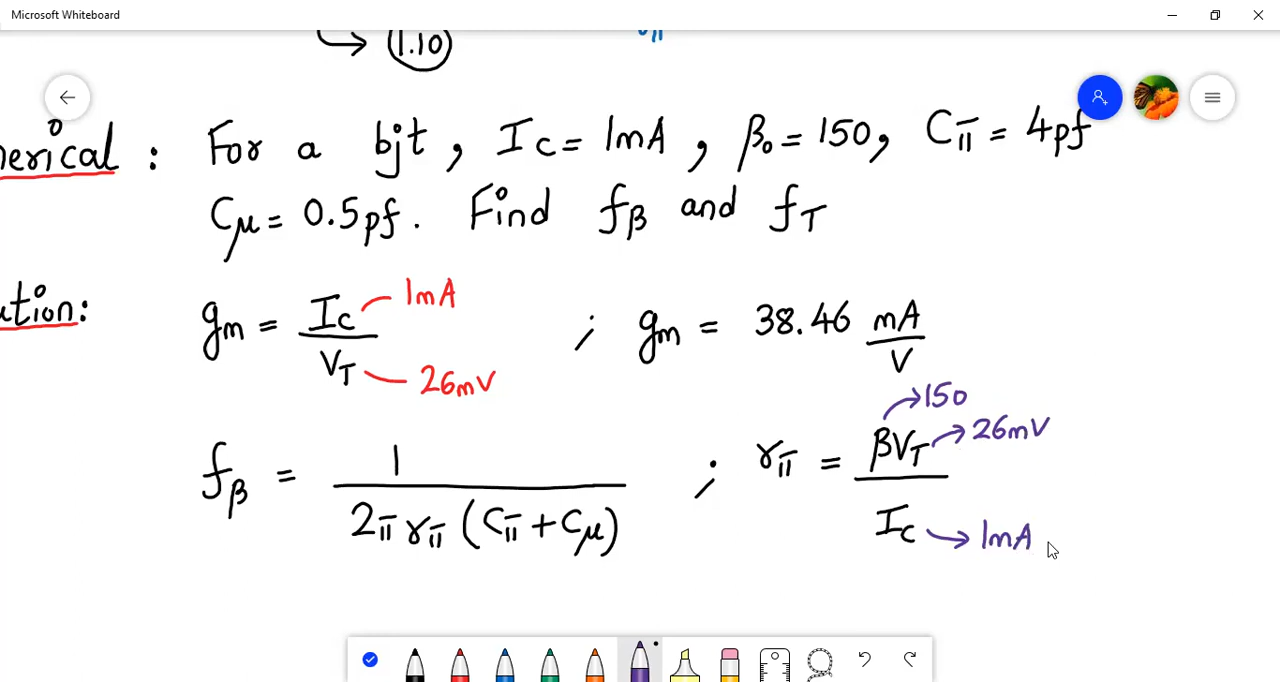 Microsoft Whiteboard
(1.10)
erical : For a bjt, Ic = 1mA, β₀ = 150, Cπ = 4pf
Cμ = 0.5pf. Find fβ and fT
ution: gm = Ic / VT ; gm = 38.46 mA / V
1mA
26mV
fβ = 1 / 2π rπ (Cπ + Cμ) ; rπ = βVT / Ic
150
26mV
1mA